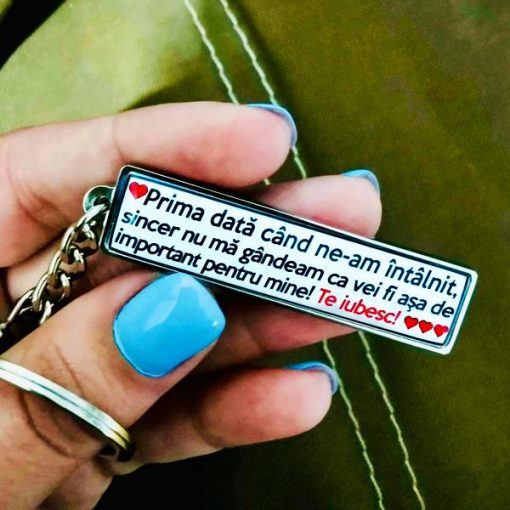 ♥Prima dată când ne-am întâlnit,
sincer nu mă gândeam ca vei fi așa de
important pentru mine! Te iubesc! ♥♥♥